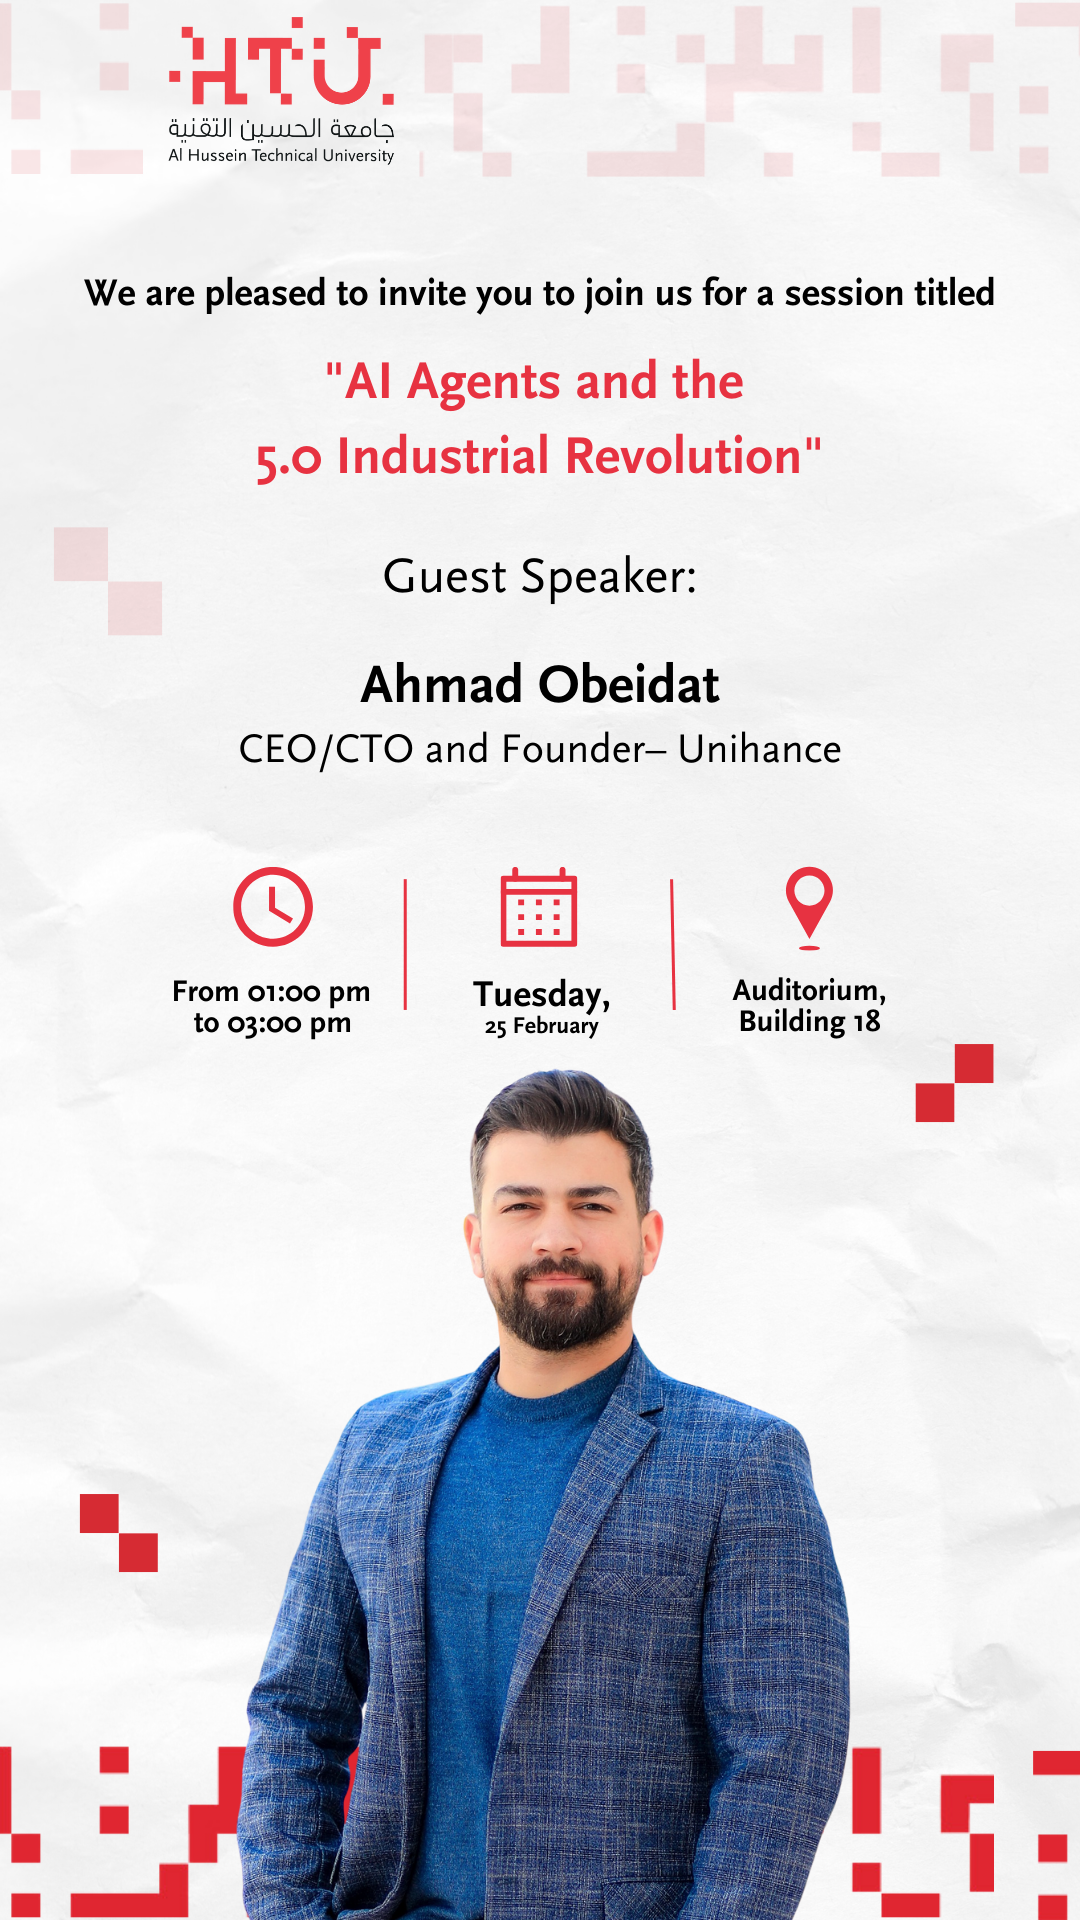 HTU
جامعة الحسين التقنية
Al Hussein Technical University
We are pleased to invite you to join us for a session titled
"AI Agents and the
5.0 Industrial Revolution"
Guest Speaker:
Ahmad Obeidat
CEO/CTO and Founder– Unihance
From 01:00 pm
to 03:00 pm
Tuesday,
25 February
Auditorium,
Building 18